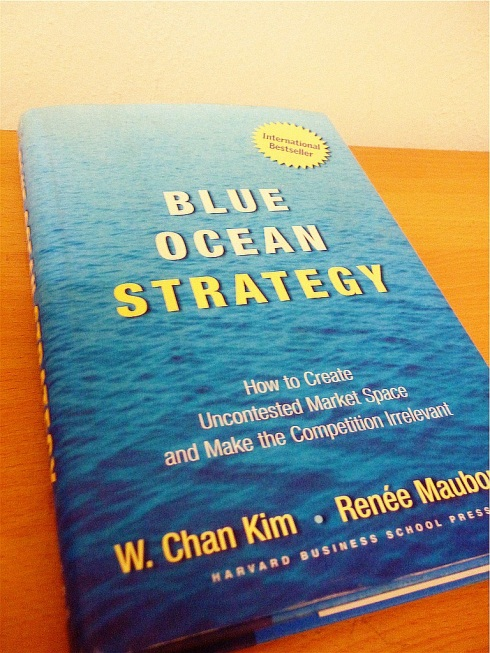 International
Bestseller
BLUE
OCEAN
STRATEGY
How to Create
Uncontested Market Space
and Make the Competition Irrelevant
W. Chan Kim • Renée Maubor
HARVARD BUSINESS SCHOOL PRESS